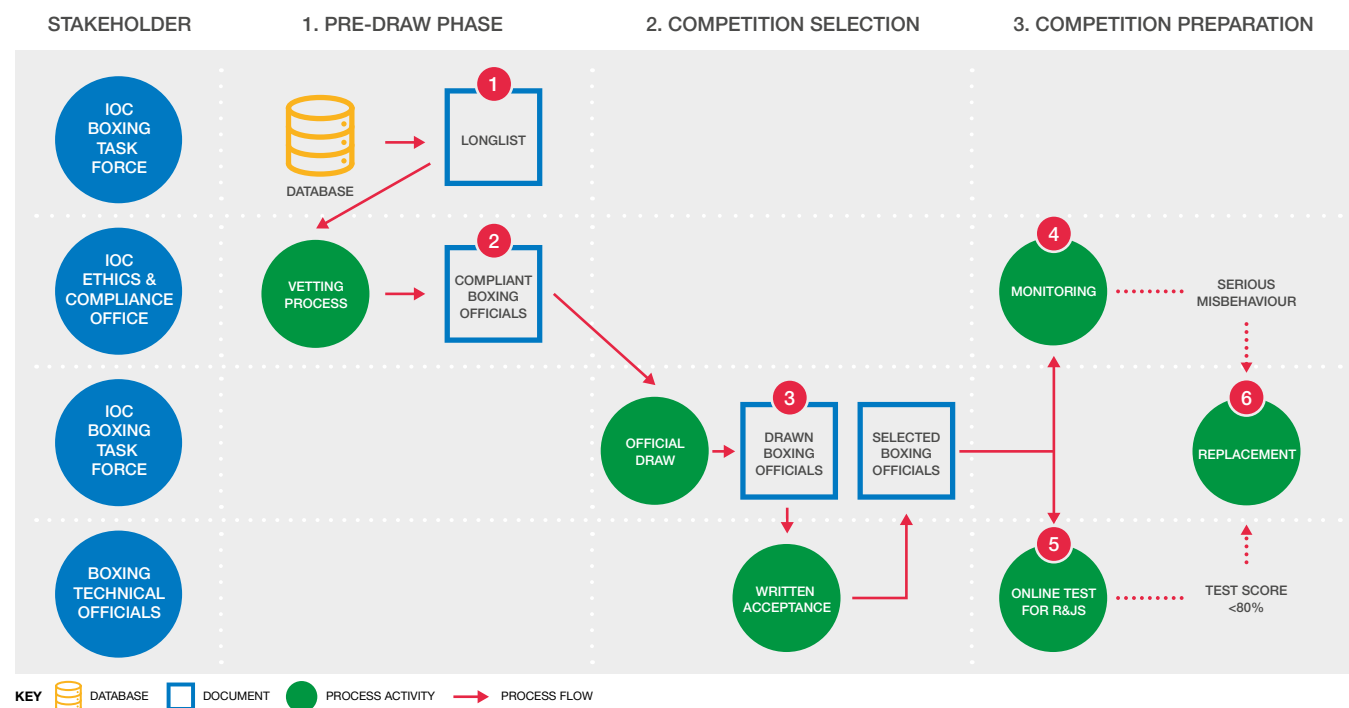 STAKEHOLDER
1. PRE-DRAW PHASE
2. COMPETITION SELECTION
3. COMPETITION PREPARATION
IOC
BOXING
TASK
FORCE
DATABASE
1
LONGLIST
IOC
ETHICS &
COMPLIANCE
OFFICE
VETTING
PROCESS
2
COMPLIANT
BOXING
OFFICIALS
4
MONITORING
SERIOUS
MISBEHAVIOUR
IOC
BOXING
TASK
FORCE
OFFICIAL
DRAW
3
DRAWN
BOXING
OFFICIALS
SELECTED
BOXING
OFFICIALS
6
REPLACEMENT
BOXING
TECHNICAL
OFFICIALS
WRITTEN
ACCEPTANCE
5
ONLINE TEST
FOR R&JS
TEST SCORE
<80%
KEY
DATABASE
DOCUMENT
PROCESS ACTIVITY
PROCESS FLOW